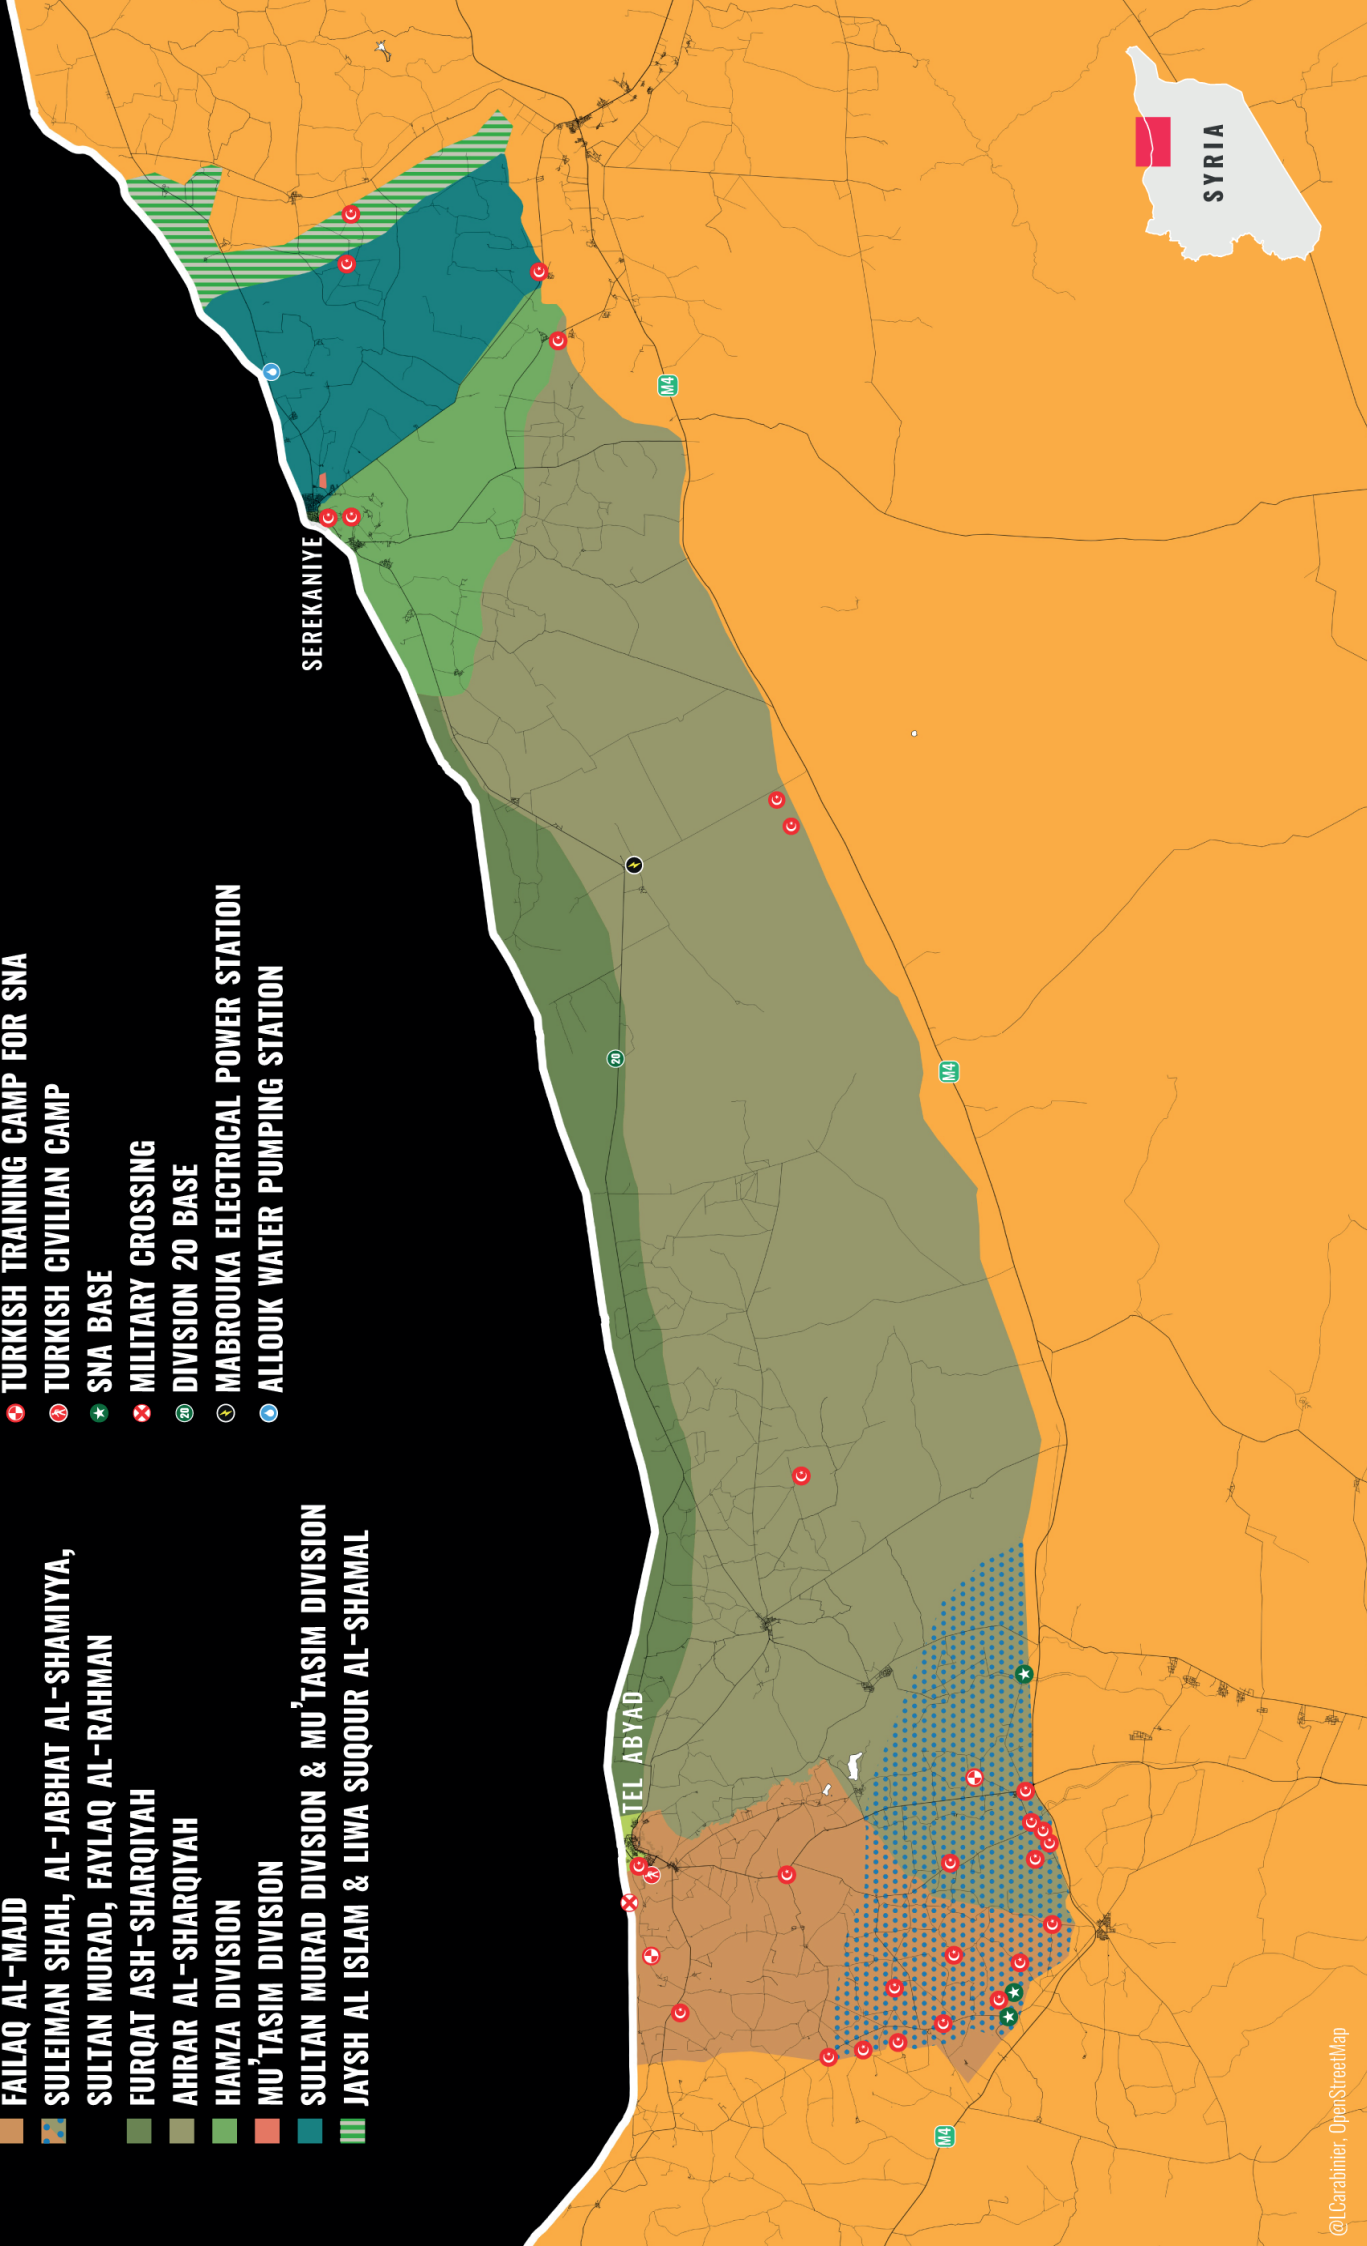 FAILAQ AL-MAJD
SULEIMAN SHAH, AL-JABHAT AL-SHAMIYYA,
SULTAN MURAD, FAYLAQ AL-RAHMAN
FURQAT ASH-SHARQIYAH
AHRAR AL-SHARQIYAH
HAMZA DIVISION
MU'TASIM DIVISION
SULTAN MURAD DIVISION & MU'TASIM DIVISION
JAYSH AL ISLAM & LIWA SUQOUR AL-SHAMAL
TURKISH TRAINING CAMP FOR SNA
TURKISH CIVILIAN CAMP
SNA BASE
MILITARY CROSSING
20 DIVISION 20 BASE
MABROUKA ELECTRICAL POWER STATION
ALLOUK WATER PUMPING STATION
TEL ABYAD
SEREKANIYE
20
M4
M4
M4
SYRIA
@LCarabinier, OpenStreetMap